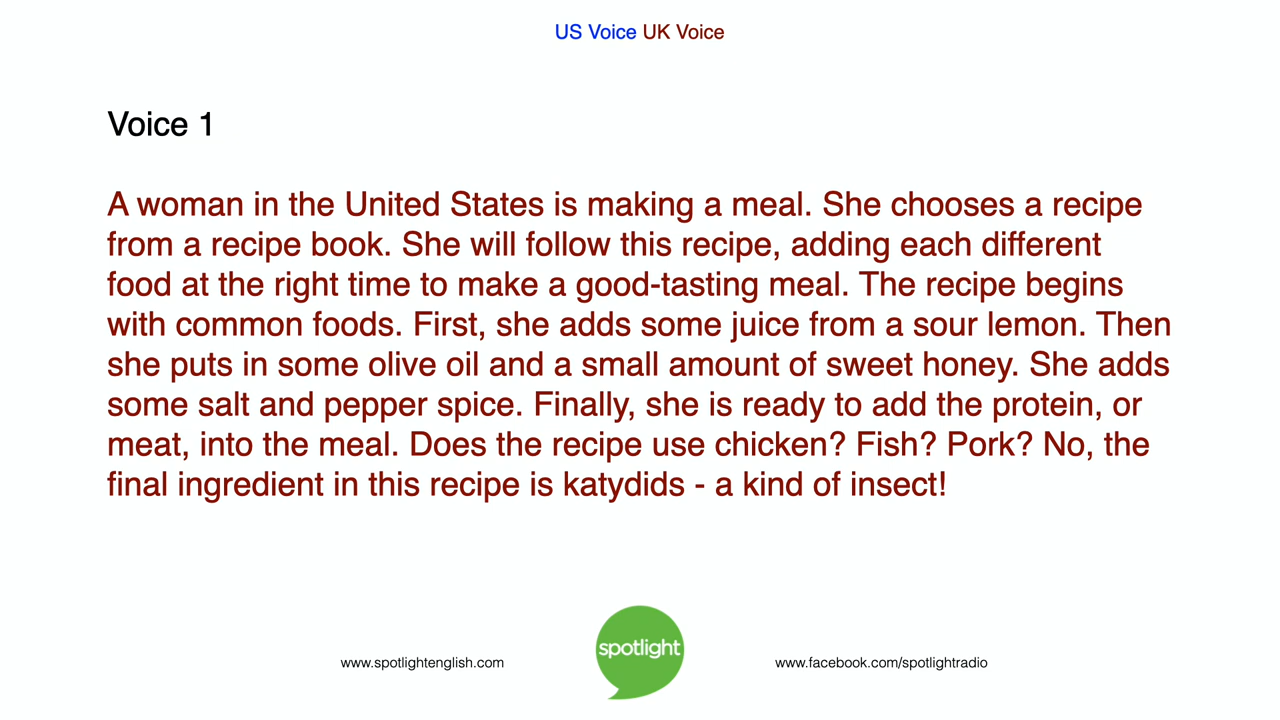 US Voice UK Voice
Voice 1
A woman in the United States is making a meal. She chooses a recipe
from a recipe book. She will follow this recipe, adding each different
food at the right time to make a good-tasting meal. The recipe begins
with common foods. First, she adds some juice from a sour lemon. Then
she puts in some olive oil and a small amount of sweet honey. She adds
some salt and pepper spice. Finally, she is ready to add the protein, or
meat, into the meal. Does the recipe use chicken? Fish? Pork? No, the
final ingredient in this recipe is katydids - a kind of insect!
www.spotlightenglish.com
spotlight
www.facebook.com/spotlightradio